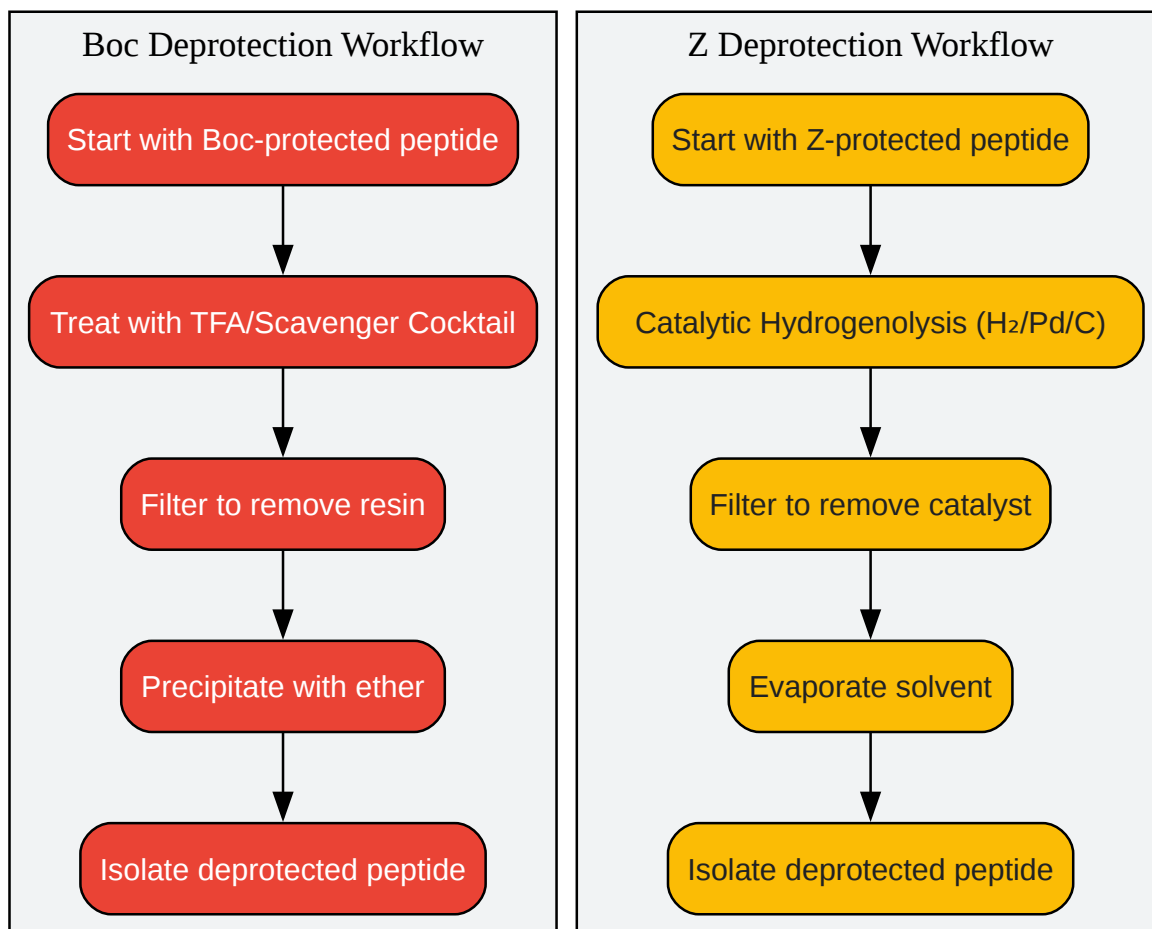 Boc Deprotection Workflow
Start with Boc-protected peptide
Treat with TFA/Scavenger Cocktail
Filter to remove resin
Precipitate with ether
Isolate deprotected peptide
Z Deprotection Workflow
Start with Z-protected peptide
Catalytic Hydrogenolysis (H₂/Pd/C)
Filter to remove catalyst
Evaporate solvent
Isolate deprotected peptide